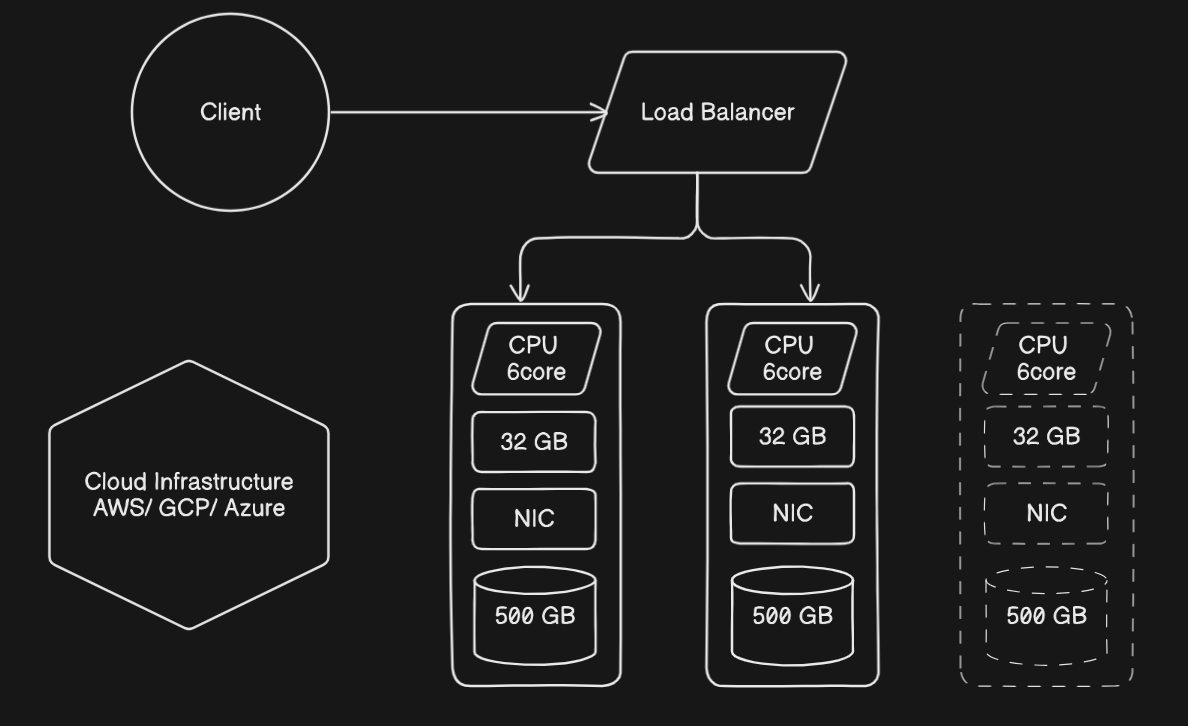 Client
Load Balancer
CPU
6core
32 GB
NIC
500 GB
CPU
6core
32 GB
NIC
500 GB
CPU
6core
32 GB
NIC
500 GB
Cloud Infrastructure
AWS/ GCP/ Azure